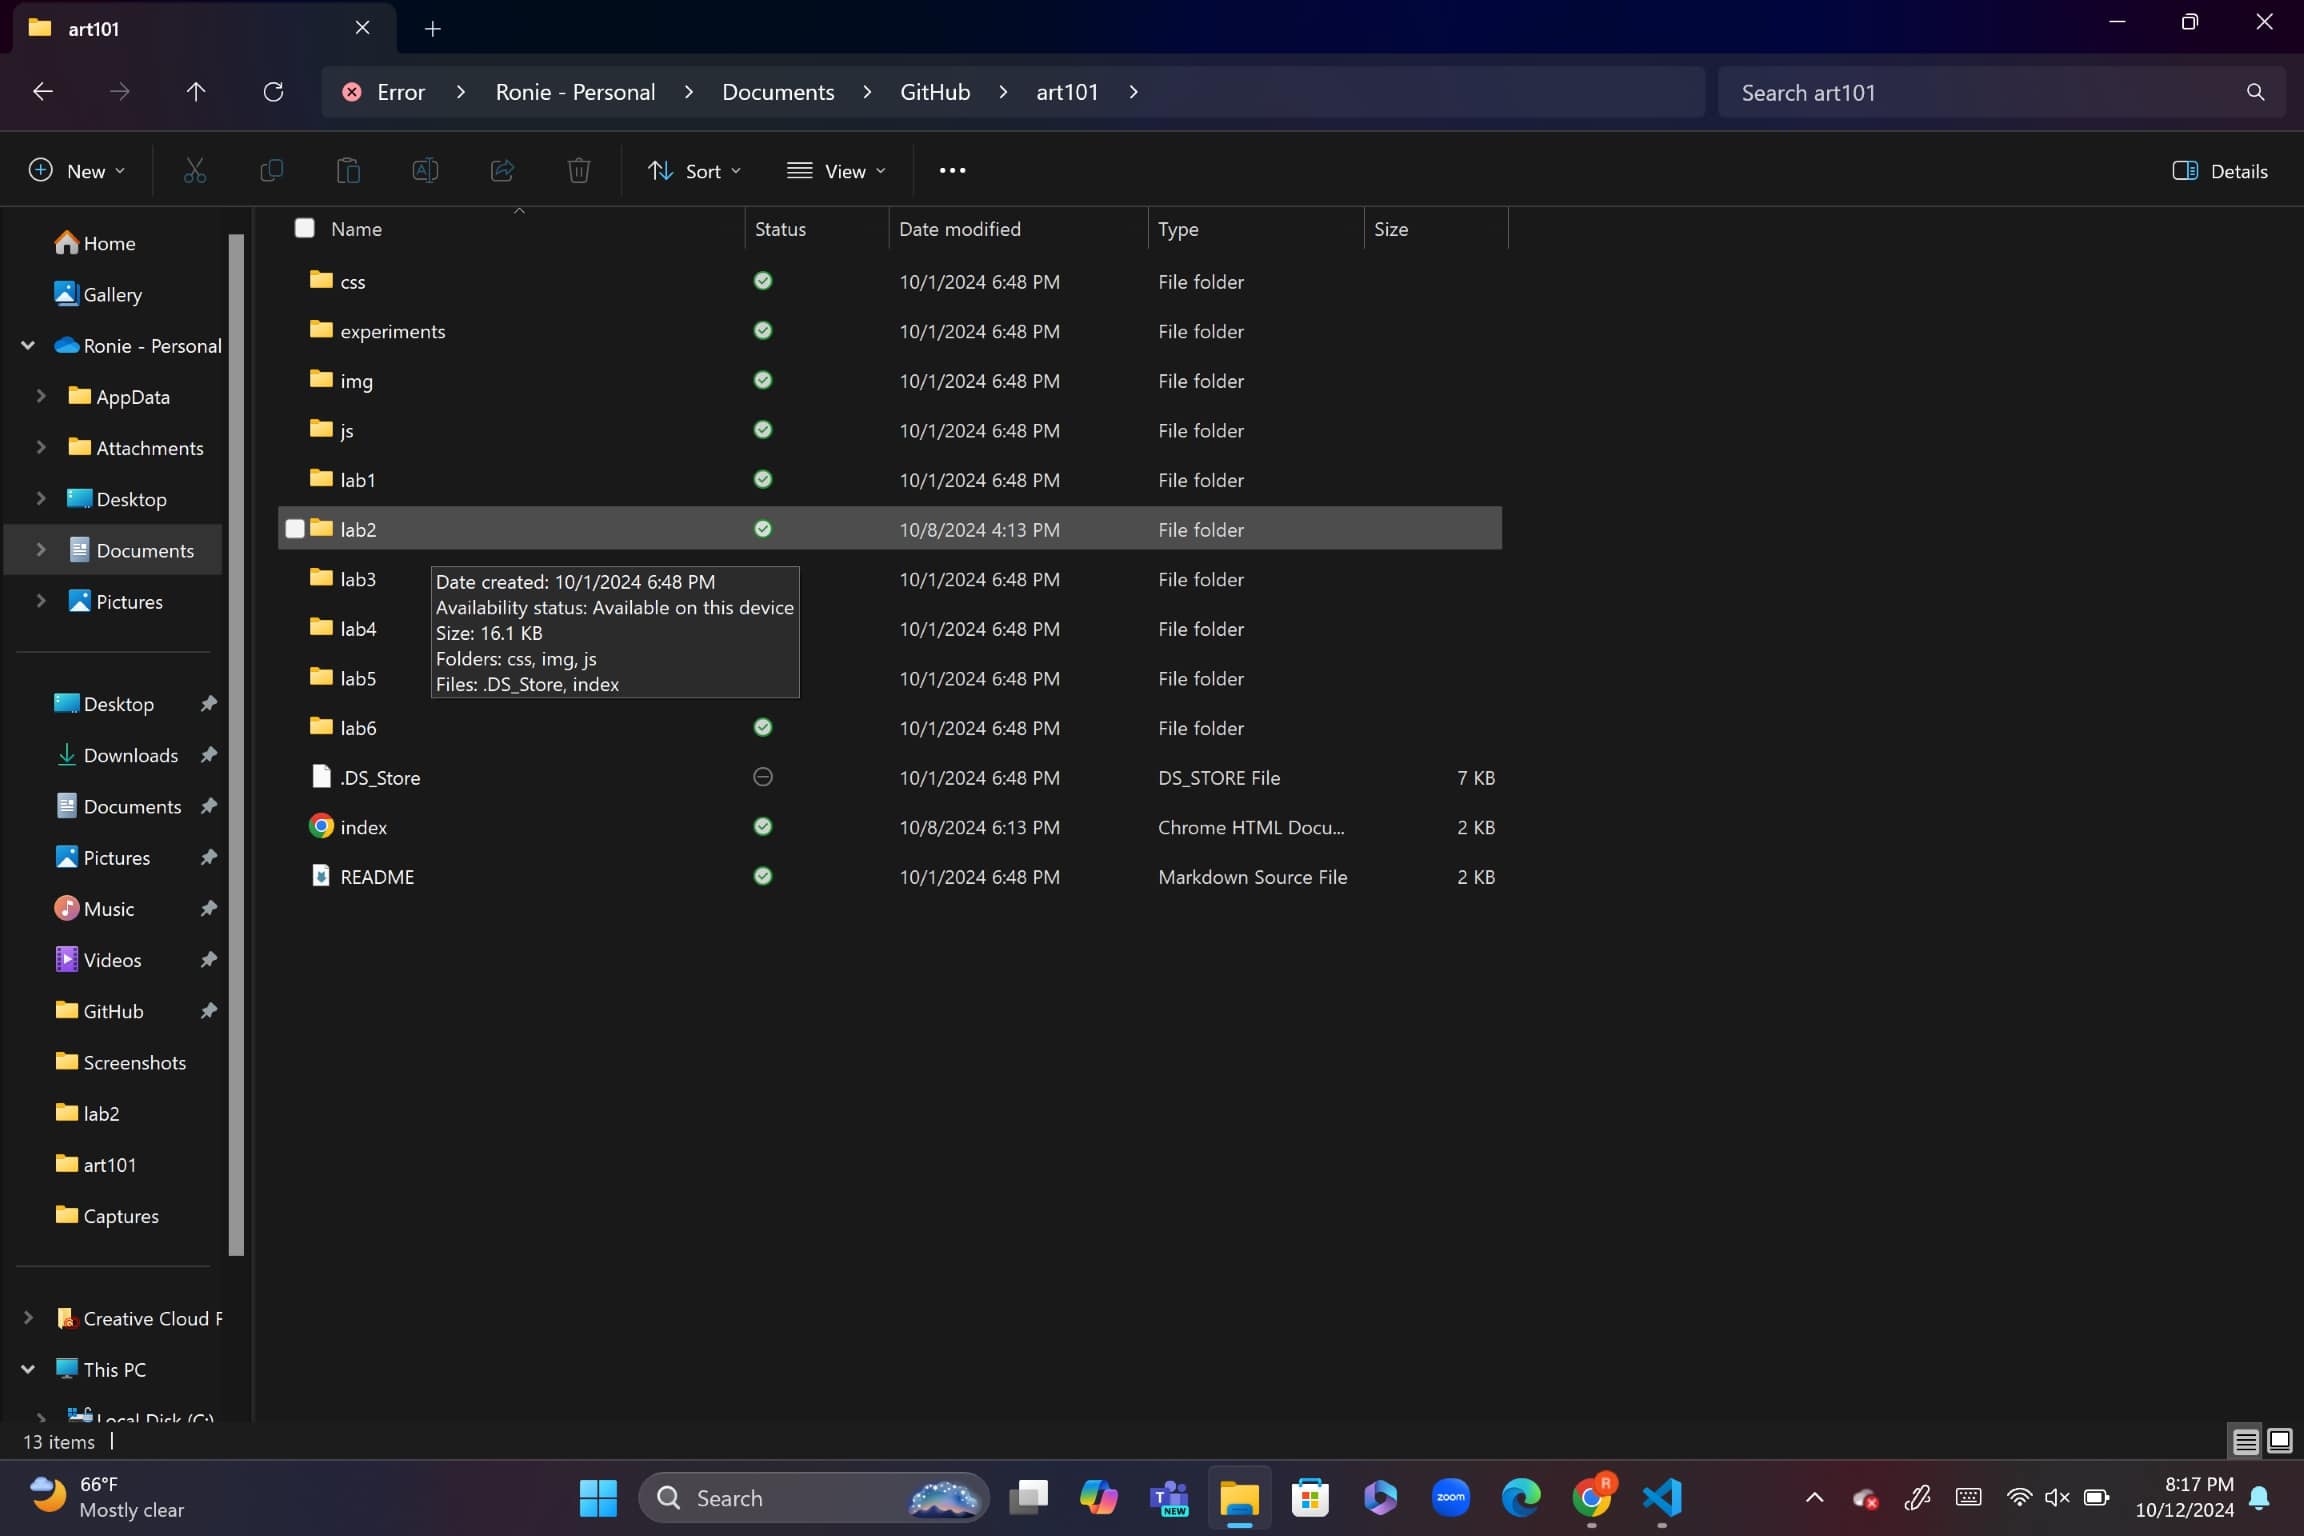 art101
Error > Ronie - Personal > Documents > GitHub > art101 >
Search art101
New
Sort
View
Details
Name Status Date modified Type Size
Home
Gallery
Ronie - Personal
AppData
Attachments
Desktop
Documents
Pictures
Desktop
Downloads
Documents
Pictures
Music
Videos
GitHub
Screenshots
lab2
art101
Captures
Creative Cloud F
This PC
Local Disk (C:)
css 10/1/2024 6:48 PM File folder
experiments 10/1/2024 6:48 PM File folder
img 10/1/2024 6:48 PM File folder
js 10/1/2024 6:48 PM File folder
lab1 10/1/2024 6:48 PM File folder
lab2 10/8/2024 4:13 PM File folder
lab3 10/1/2024 6:48 PM File folder
lab4 10/1/2024 6:48 PM File folder
lab5 10/1/2024 6:48 PM File folder
Date created: 10/1/2024 6:48 PM
Availability status: Available on this device
Size: 16.1 KB
Folders: css, img, js
Files: .DS_Store, index
lab6 10/1/2024 6:48 PM File folder
.DS_Store 10/1/2024 6:48 PM DS_STORE File 7 KB
index 10/8/2024 6:13 PM Chrome HTML Docu... 2 KB
README 10/1/2024 6:48 PM Markdown Source File 2 KB
13 items
66°F
Mostly clear
Search
T
NEW
zoom
R
8:17 PM
10/12/2024